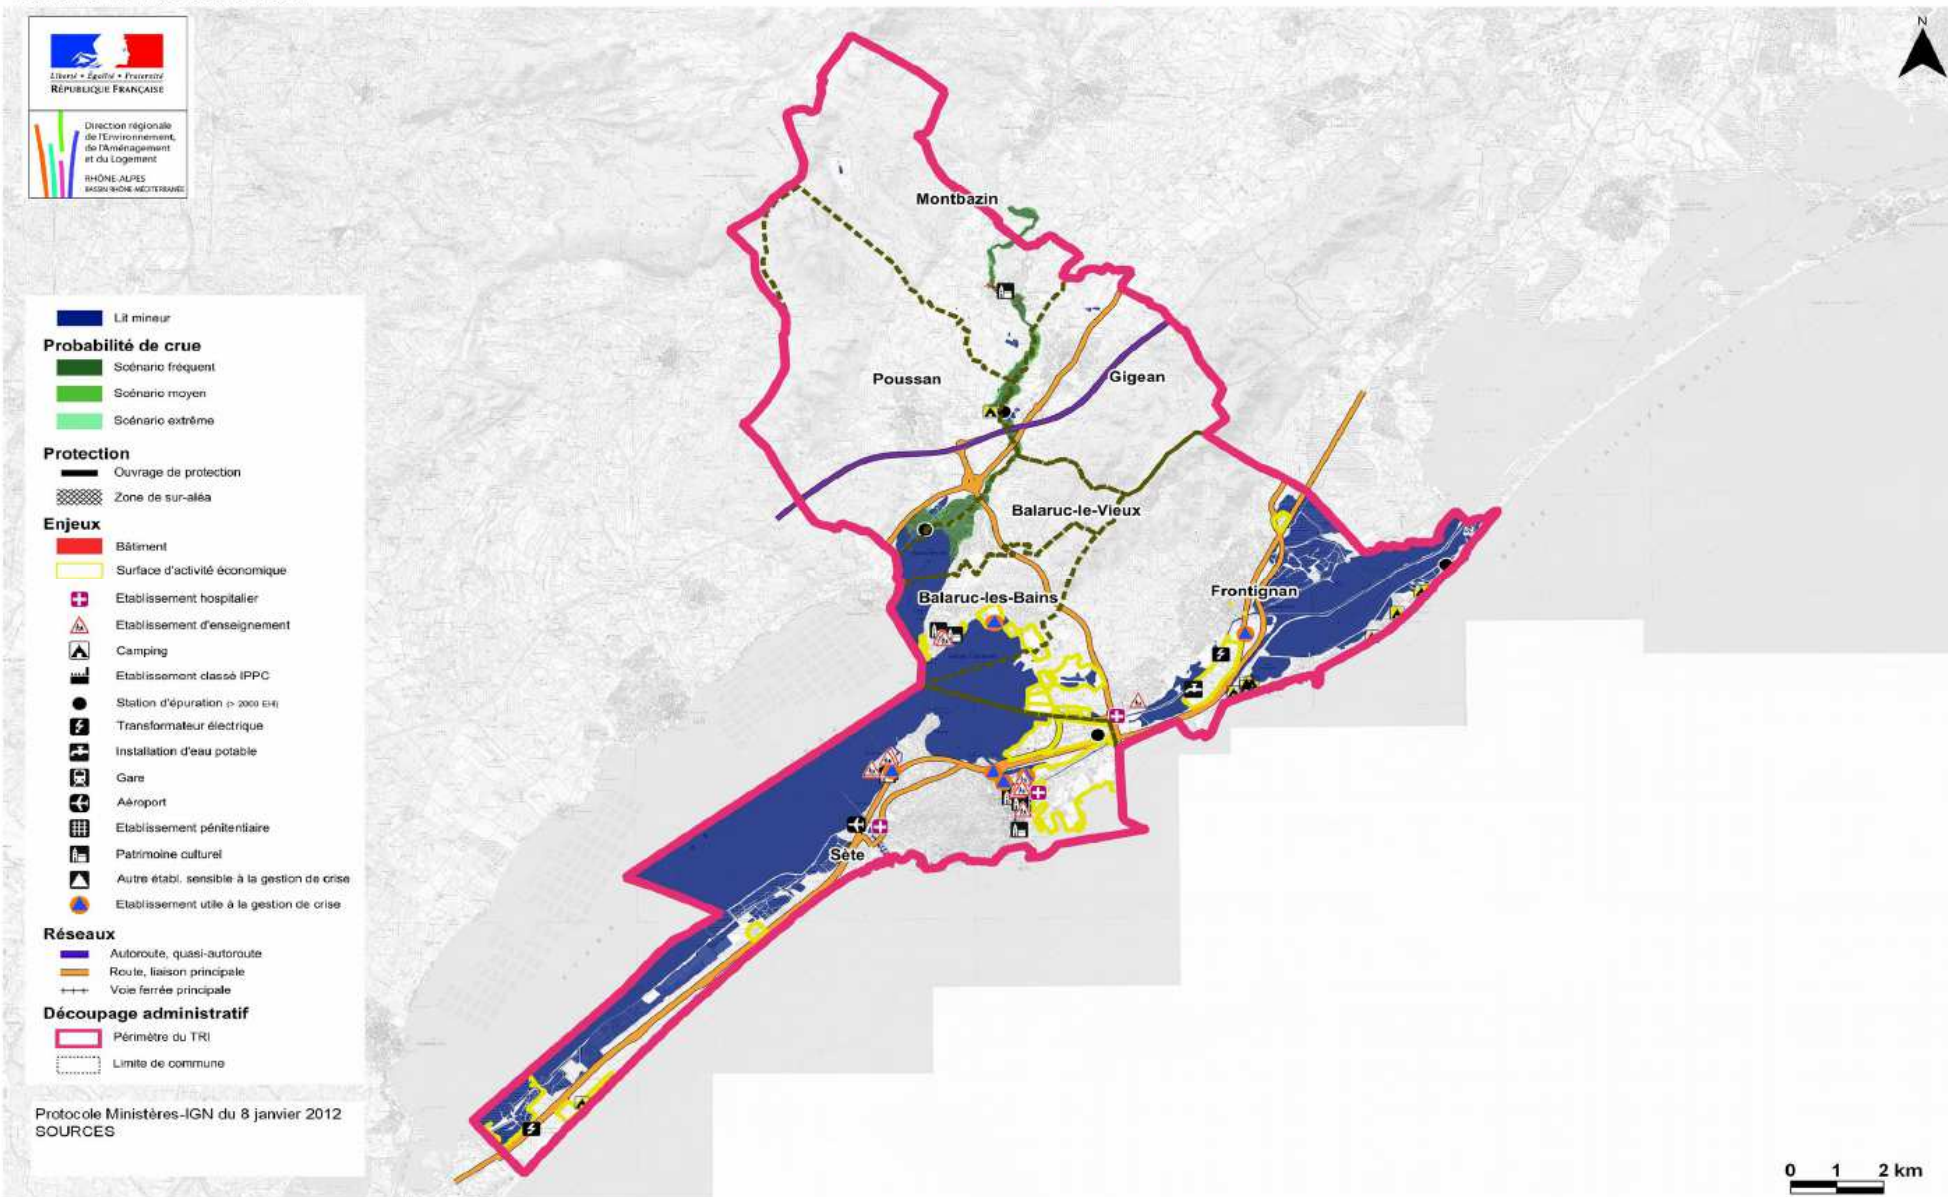 Liberté • Égalité • Fraternité
RÉPUBLIQUE FRANÇAISE
Direction régionale
de l'Environnement,
de l'Aménagement
et du Logement
RHÔNE-ALPES
BASSIN RHÔNE-MÉDITERRANÉE
Lit mineur
Probabilité de crue
Scénario fréquent
Scénario moyen
Scénario extrême
Protection
Ouvrage de protection
Zone de sur-aléa
Enjeux
Bâtiment
Surface d'activité économique
Etablissement hospitalier
Etablissement d'enseignement
Camping
Etablissement classé IPPC
Station d'épuration (> 2000 EH)
Transformateur électrique
Installation d'eau potable
Gare
Aéroport
Etablissement pénitentiaire
Patrimoine culturel
Autre établ. sensible à la gestion de crise
Etablissement utile à la gestion de crise
Réseaux
Autoroute, quasi-autoroute
Route, liaison principale
Voie ferrée principale
Découpage administratif
Périmètre du TRI
Limite de commune
Protocole Ministères-IGN du 8 janvier 2012
SOURCES
N
Montbazin
Poussan
Gigean
Balaruc-le-Vieux
Balaruc-les-Bains
Frontignan
Sète
0 1 2 km